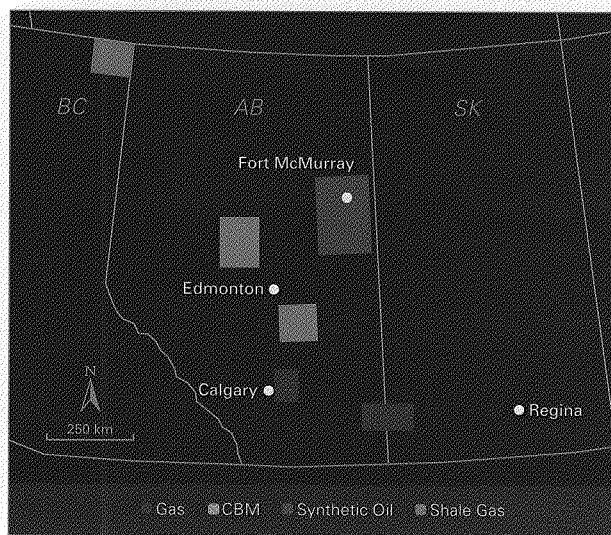 BC
AB
SK
Fort McMurray
Edmonton
Calgary
N
250 km
Regina
Gas
CBM
Synthetic Oil
Shale Gas